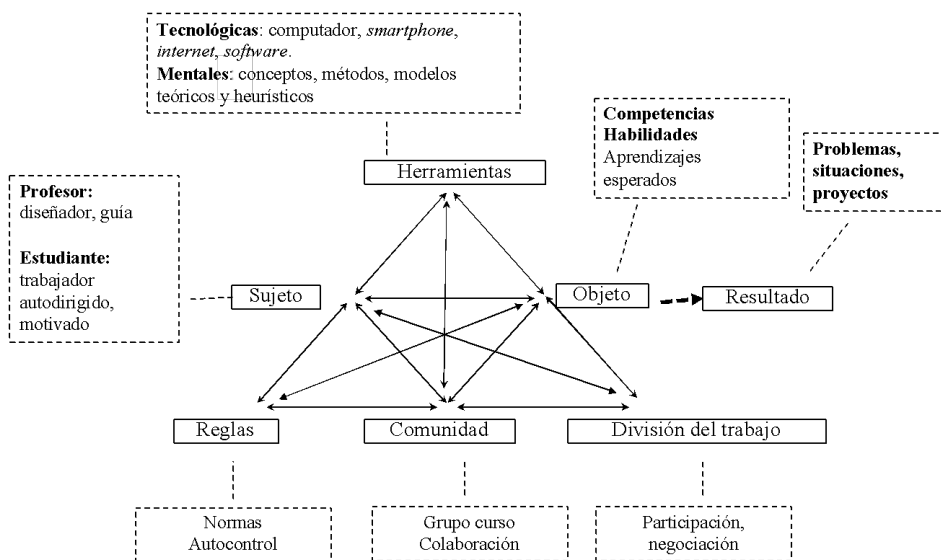 Tecnológicas: computador, smartphone,
internet, software.
Mentales: conceptos, métodos, modelos
teóricos y heurísticos
Competencias
Habilidades
Aprendizajes
esperados
Problemas,
situaciones,
proyectos
Herramientas
Profesor:
diseñador, guía
Estudiante:
trabajador
autodirigido,
motivado
Sujeto
Objeto
Resultado
Reglas
Comunidad
División del trabajo
Normas
Autocontrol
Grupo curso
Colaboración
Participación,
negociación